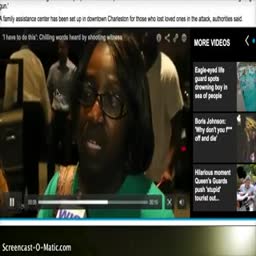 gun.'
A family assistance center has been set up in downtown Charleston for those who lost loved ones in the attack, authorities said.
'I have to do this': Chilling words heard by shooting witness
MORE VIDEOS
Eagle-eyed life
guard spots
drowning boy in
sea of people
Boris Johnson:
'Why don't you f**
off and die'
Hilarious moment
Queen's Guards
push 'stupid'
tourist out...
Screencast-O-Matic.com